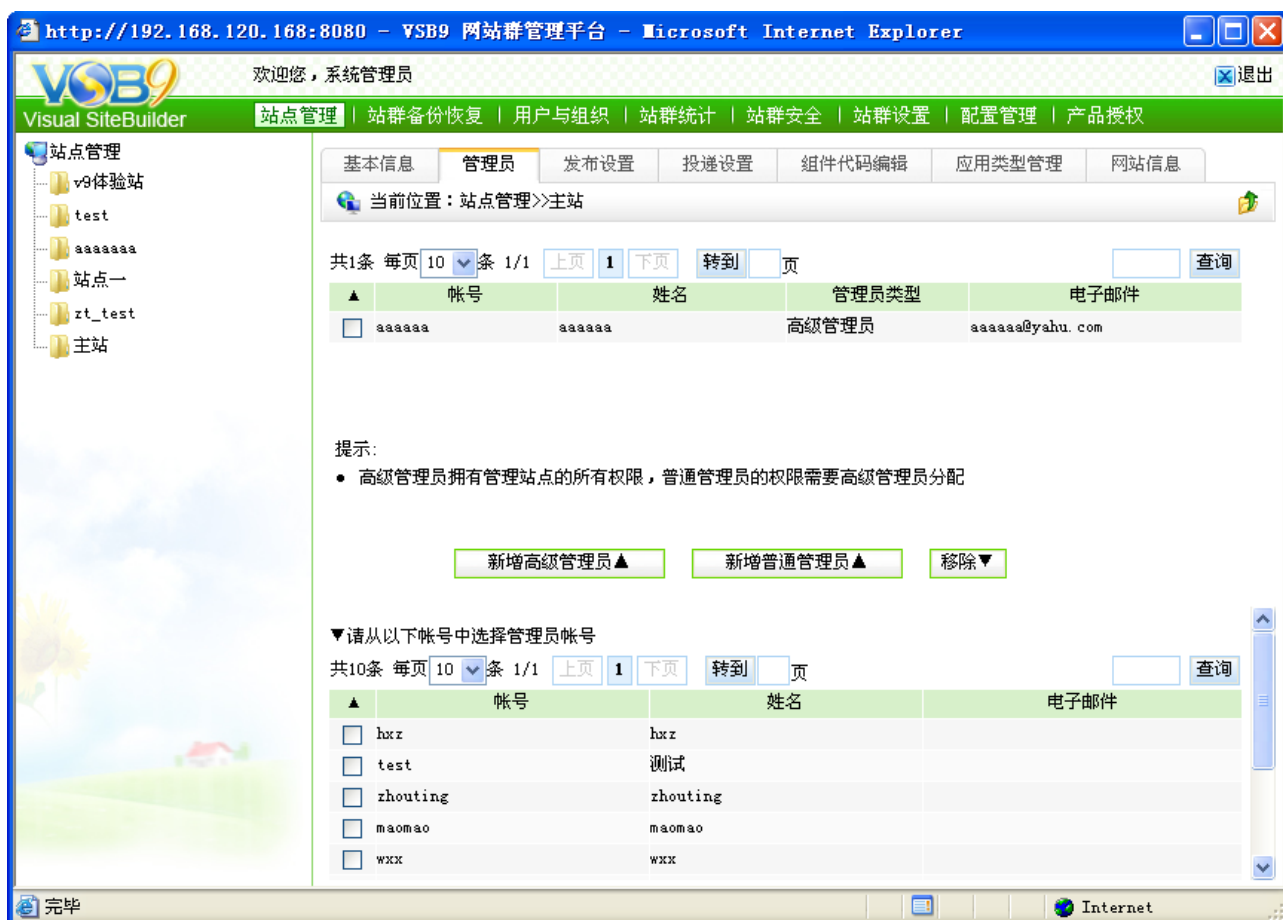 http://192.168.120.168:8080 - VSB9 网站群管理平台 - Microsoft Internet Explorer
VSB9
Visual SiteBuilder
欢迎您，系统管理员
退出
站点管理 | 站群备份恢复 | 用户与组织 | 站群统计 | 站群安全 | 站群设置 | 配置管理 | 产品授权
站点管理
v9体验站
test
aaaaaaa
站点一
zt_test
主站
基本信息 管理员 发布设置 投递设置 组件代码编辑 应用类型管理 网站信息
当前位置：站点管理>>主站
共1条 每页 10 条 1/1 上页 1 下页 转到 页 查询
▲ 帐号 姓名 管理员类型 电子邮件
aaaaaa aaaaaa 高级管理员 aaaaaa@yahu.com
提示:
● 高级管理员拥有管理站点的所有权限，普通管理员的权限需要高级管理员分配
新增高级管理员▲ 新增普通管理员▲ 移除▼
▼请从以下帐号中选择管理员帐号
共10条 每页 10 条 1/1 上页 1 下页 转到 页 查询
▲ 帐号 姓名 电子邮件
hxz hxz
test 测试
zhouting zhouting
maomao maomao
wxx wxx
完毕 Internet